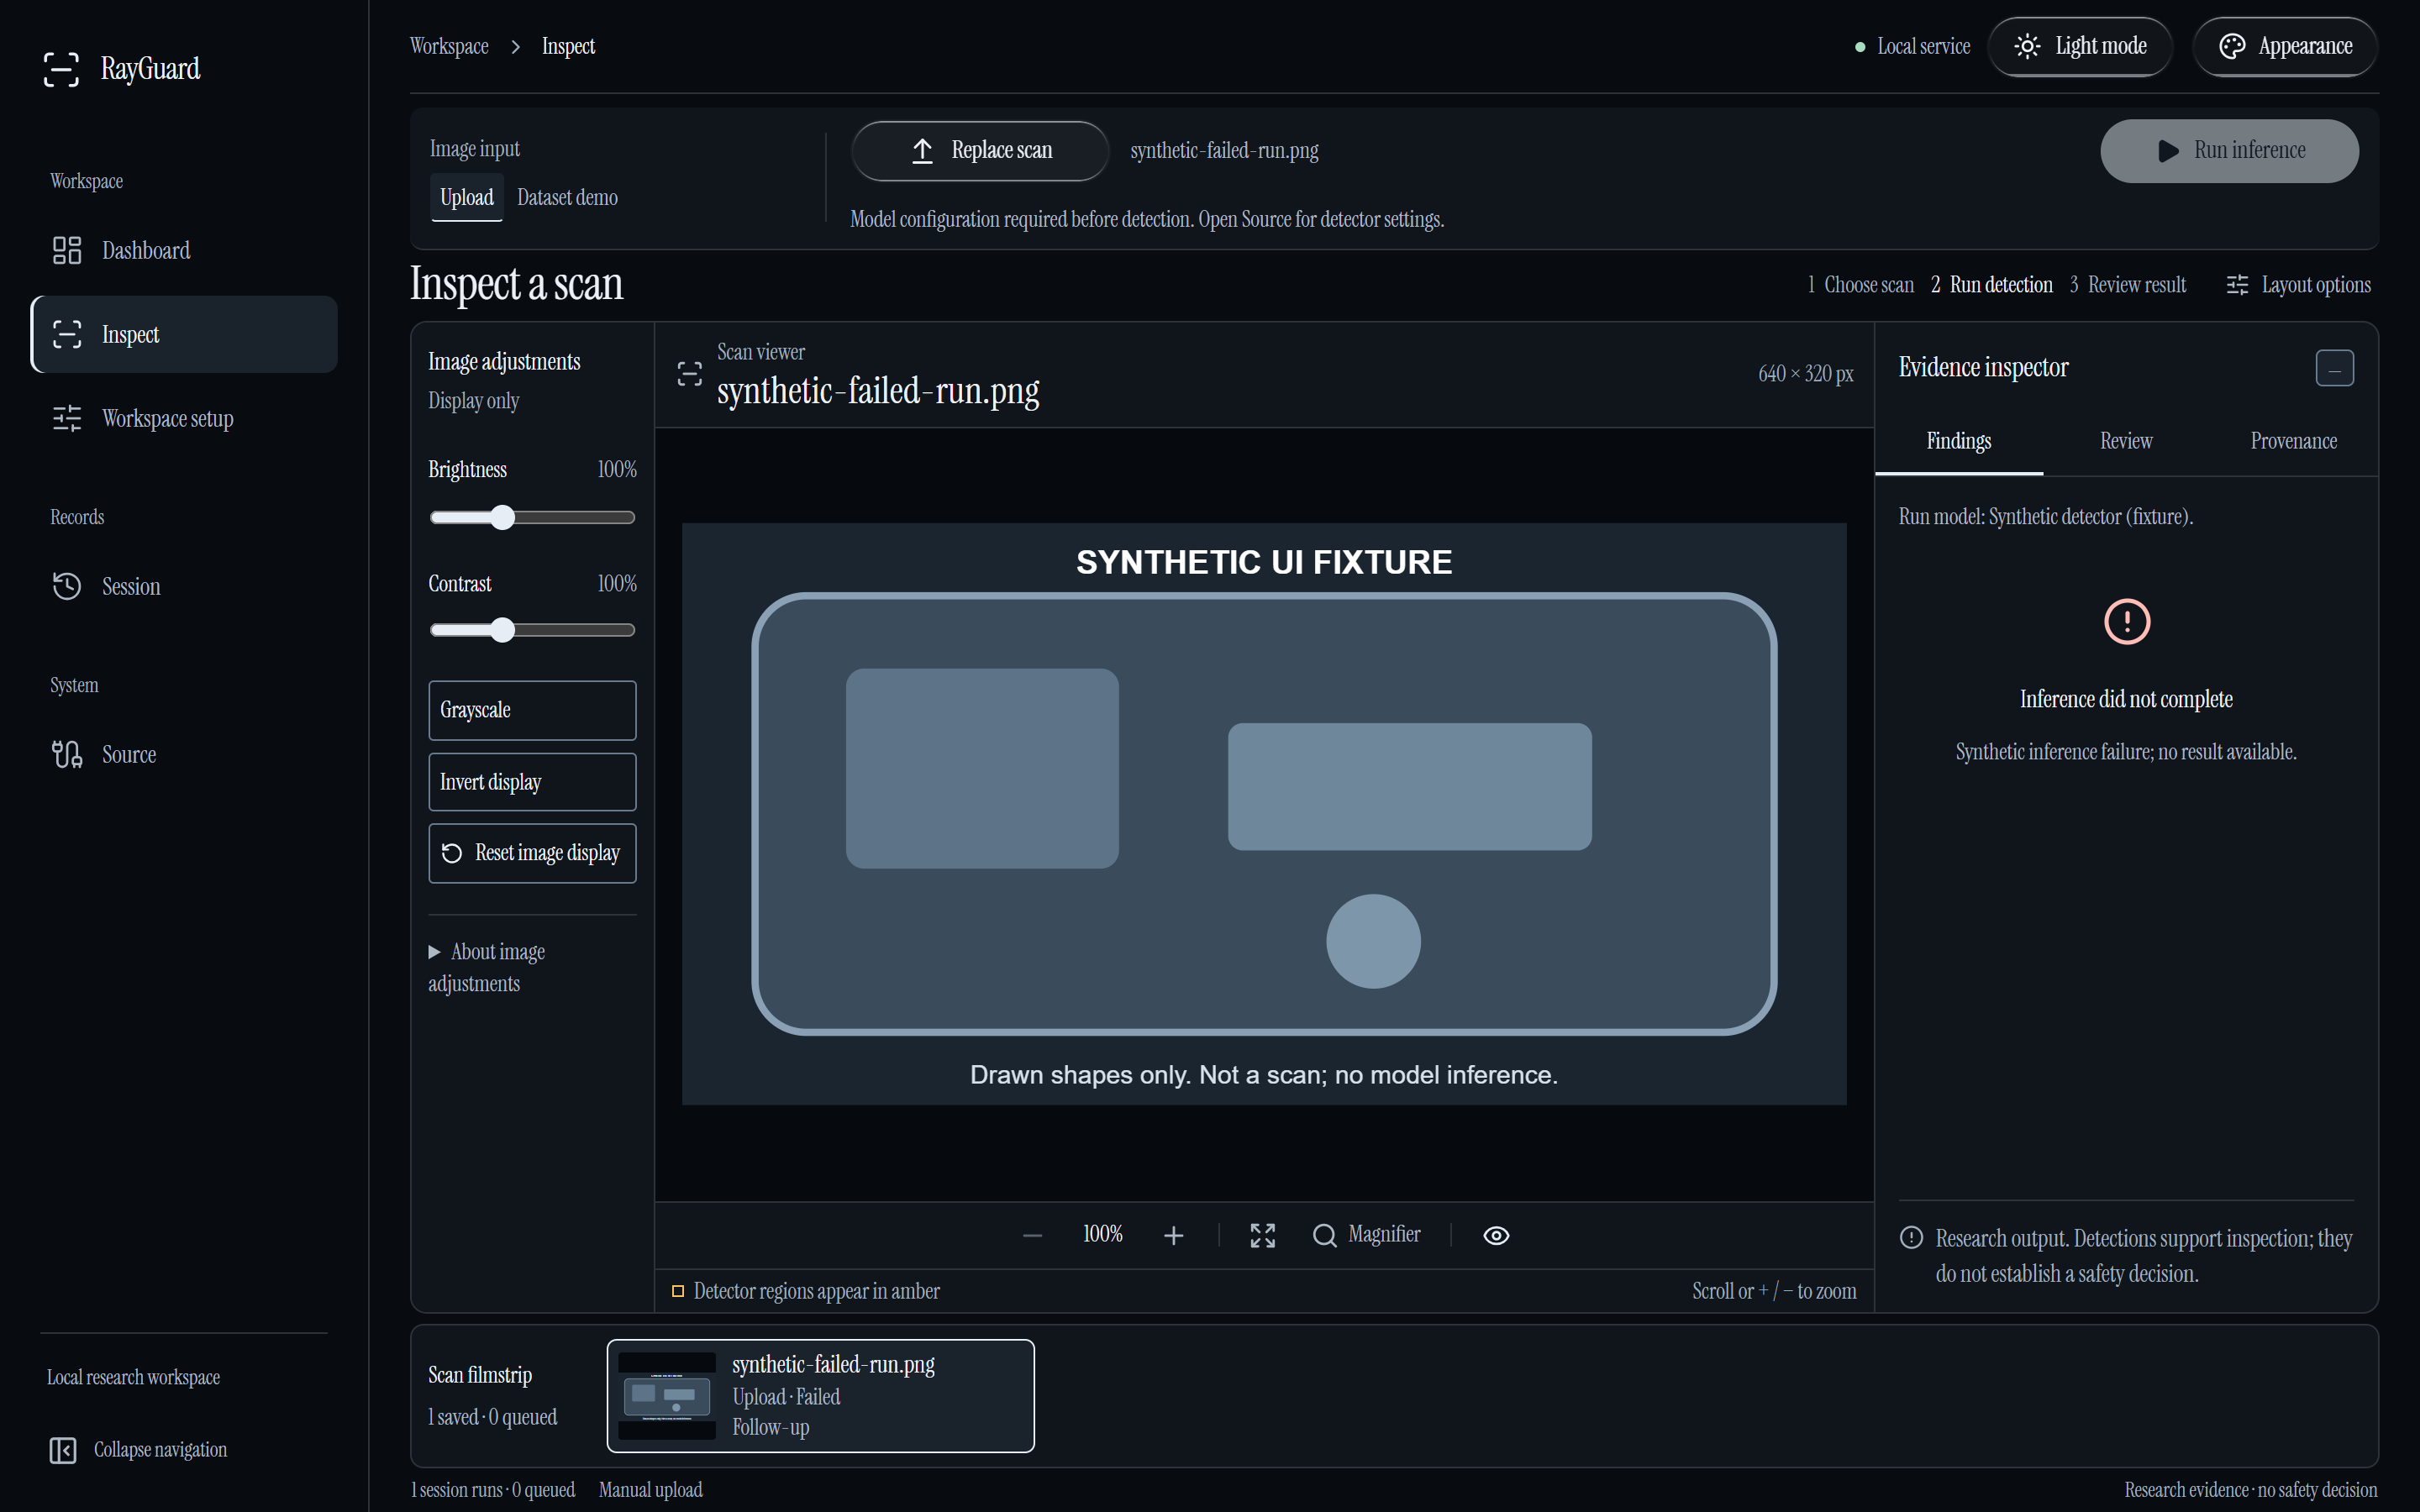 RayGuard
Workspace
Dashboard
Inspect
Workspace setup
Records
Session
System
Source
Local research workspace
Collapse navigation
Workspace > Inspect
Local service
Light mode
Appearance
Image input
Upload Dataset demo
Replace scan
synthetic-failed-run.png
Model configuration required before detection. Open Source for detector settings.
Run inference
Inspect a scan
1 Choose scan 2 Run detection 3 Review result
Layout options
Image adjustments
Display only
Brightness 100%
Contrast 100%
Grayscale
Invert display
Reset image display
About image
adjustments
Scan viewer
synthetic-failed-run.png
640 × 320 px
SYNTHETIC UI FIXTURE
Drawn shapes only. Not a scan; no model inference.
100%
Magnifier
Detector regions appear in amber
Scroll or + / − to zoom
Evidence inspector
Findings Review Provenance
Run model: Synthetic detector (fixture).
Inference did not complete
Synthetic inference failure; no result available.
Research output. Detections support inspection; they
do not establish a safety decision.
Scan filmstrip
1 saved · 0 queued
synthetic-failed-run.png
Upload · Failed
Follow-up
1 session runs · 0 queued
Manual upload
Research evidence · no safety decision